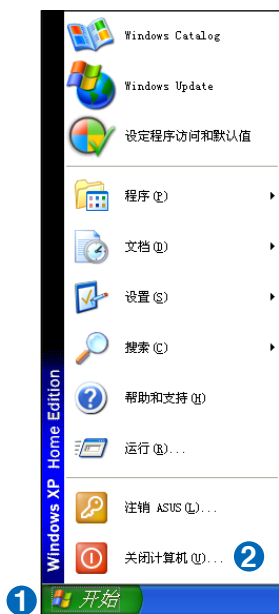 Windows Catalog
Windows Update
设定程序访问和默认值
程序(P)
文档(D)
设置(S)
搜索(C)
帮助和支持(H)
运行(R)...
注销 ASUS(L)...
关闭计算机(U)... 2
Windows XP Home Edition
1 开始